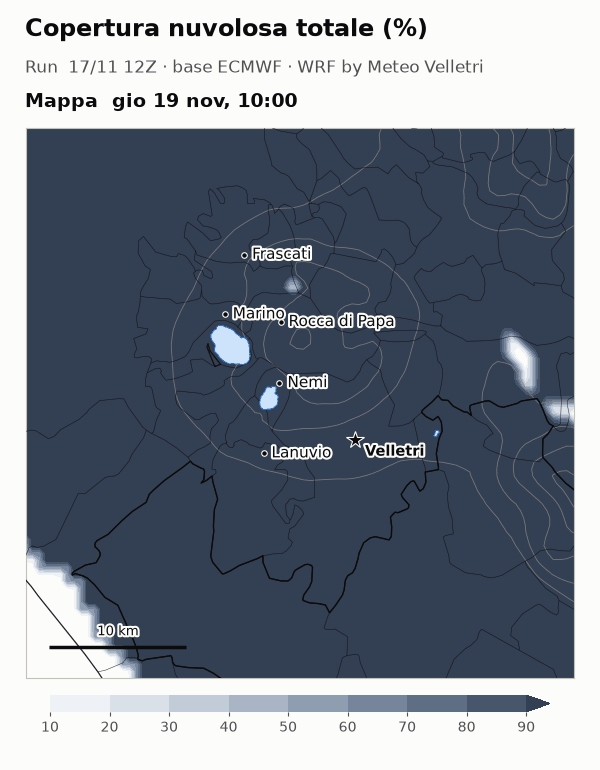 Copertura nuvolosa totale (%)
Run 17/11 12Z · base ECMWF · WRF by Meteo Velletri
Mappa gio 19 nov, 10:00
Frascati
Marino
Rocca di Papa
Nemi
Velletri
Lanuvio
10 km
10 20 30 40 50 60 70 80 90